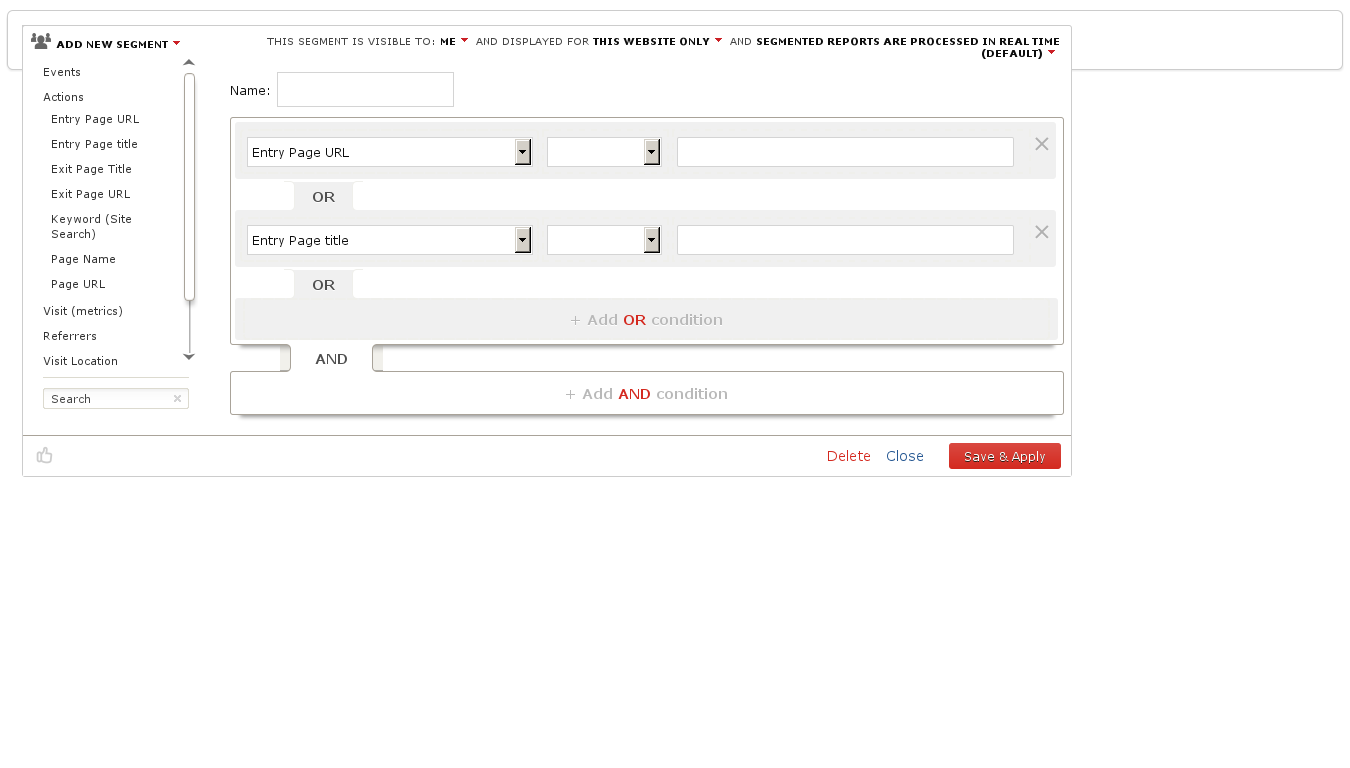 ADD NEW SEGMENT
THIS SEGMENT IS VISIBLE TO: ME AND DISPLAYED FOR THIS WEBSITE ONLY AND SEGMENTED REPORTS ARE PROCESSED IN REAL TIME
(DEFAULT)
Events
Actions
Entry Page URL
Entry Page title
Exit Page Title
Exit Page URL
Keyword (Site
Search)
Page Name
Page URL
Visit (metrics)
Referrers
Visit Location
Search
Name:
Entry Page URL
OR
Entry Page title
OR
+ Add OR condition
AND
+ Add AND condition
Delete Close Save & Apply